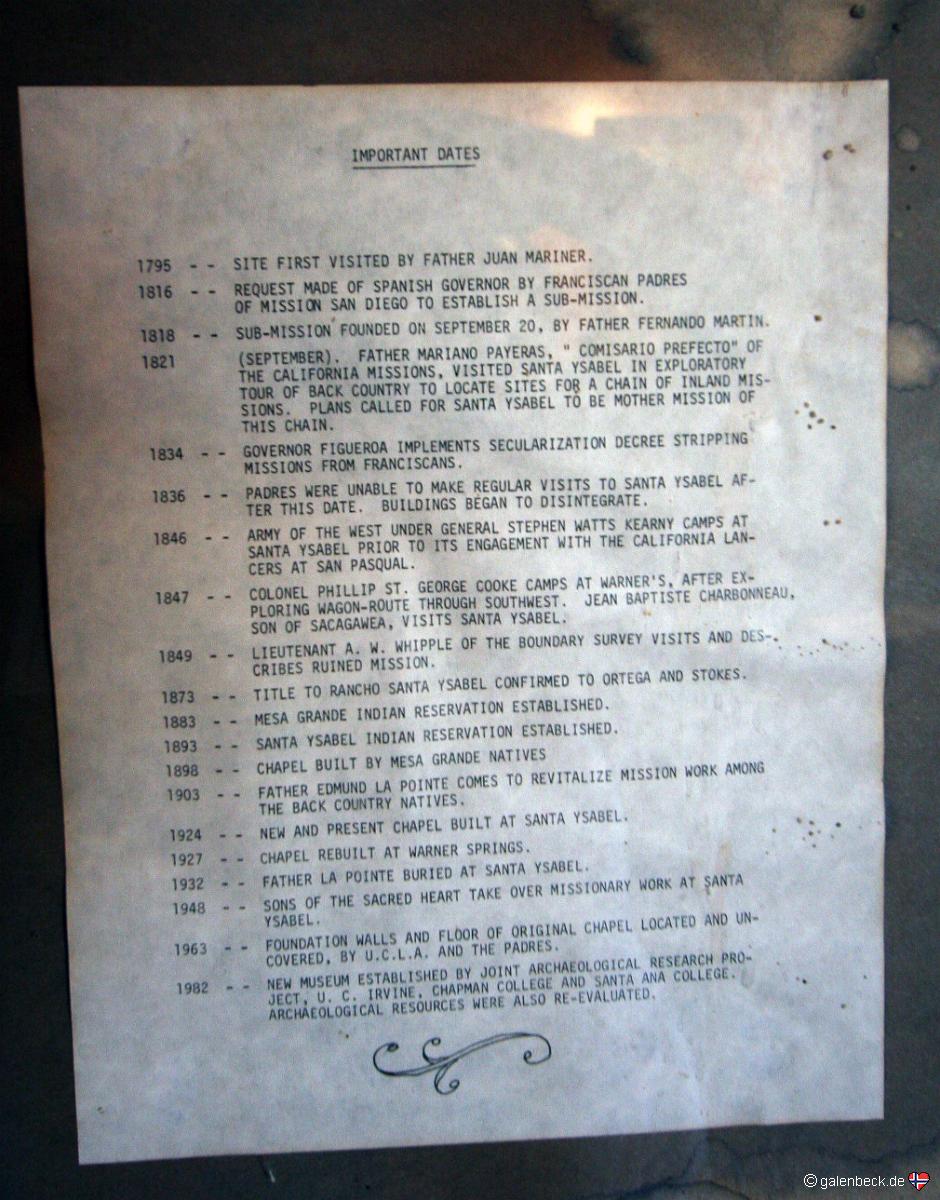 IMPORTANT DATES
1795 - - SITE FIRST VISITED BY FATHER JUAN MARINER.
1816 - - REQUEST MADE OF SPANISH GOVERNOR BY FRANCISCAN PADRES
OF MISSION SAN DIEGO TO ESTABLISH A SUB-MISSION.
1818 - - SUB-MISSION FOUNDED ON SEPTEMBER 20, BY FATHER FERNANDO MARTIN.
1821 (SEPTEMBER). FATHER MARIANO PAYERAS, " COMISARIO PREFECTO" OF
THE CALIFORNIA MISSIONS, VISITED SANTA YSABEL IN EXPLORATORY
TOUR OF BACK COUNTRY TO LOCATE SITES FOR A CHAIN OF INLAND MIS-
SIONS. PLANS CALLED FOR SANTA YSABEL TO BE MOTHER MISSION OF
THIS CHAIN.
1834 - - GOVERNOR FIGUEROA IMPLEMENTS SECULARIZATION DECREE STRIPPING
MISSIONS FROM FRANCISCANS.
1836 - - PADRES WERE UNABLE TO MAKE REGULAR VISITS TO SANTA YSABEL AF-
TER THIS DATE. BUILDINGS BEGAN TO DISINTEGRATE.
1846 - - ARMY OF THE WEST UNDER GENERAL STEPHEN WATTS KEARNY CAMPS AT
SANTA YSABEL PRIOR TO ITS ENGAGEMENT WITH THE CALIFORNIA LAN-
CERS AT SAN PASQUAL.
1847 - - COLONEL PHILLIP ST. GEORGE COOKE CAMPS AT WARNER'S, AFTER EX-
PLORING WAGON-ROUTE THROUGH SOUTHWEST. JEAN BAPTISTE CHARBONNEAU,
SON OF SACAGAWEA, VISITS SANTA YSABEL.
1849 - - LIEUTENANT A. W. WHIPPLE OF THE BOUNDARY SURVEY VISITS AND DES-
CRIBES RUINED MISSION.
1873 - - TITLE TO RANCHO SANTA YSABEL CONFIRMED TO ORTEGA AND STOKES.
1883 - - MESA GRANDE INDIAN RESERVATION ESTABLISHED.
1893 - - SANTA YSABEL INDIAN RESERVATION ESTABLISHED.
1898 - - CHAPEL BUILT BY MESA GRANDE NATIVES
1903 - - FATHER EDMUND LA POINTE COMES TO REVITALIZE MISSION WORK AMONG
THE BACK COUNTRY NATIVES.
1924 - - NEW AND PRESENT CHAPEL BUILT AT SANTA YSABEL.
1927 - - CHAPEL REBUILT AT WARNER SPRINGS.
1932 - - FATHER LA POINTE BURIED AT SANTA YSABEL.
1948 - - SONS OF THE SACRED HEART TAKE OVER MISSIONARY WORK AT SANTA
YSABEL.
1963 - - FOUNDATION WALLS AND FLOOR OF ORIGINAL CHAPEL LOCATED AND UN-
COVERED, BY U.C.L.A. AND THE PADRES.
1982 - - NEW MUSEUM ESTABLISHED BY JOINT ARCHAEOLOGICAL RESEARCH PRO-
JECT, U. C. IRVINE, CHAPMAN COLLEGE AND SANTA ANA COLLEGE.
ARCHAEOLOGICAL RESOURCES WERE ALSO RE-EVALUATED.
© galenbeck.de